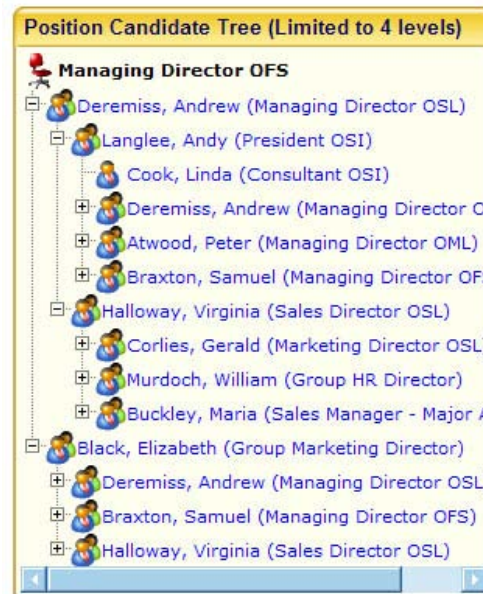 Position Candidate Tree (Limited to 4 levels)
Managing Director OFS
Deremiss, Andrew (Managing Director OSL)
Langlee, Andy (President OSI)
Cook, Linda (Consultant OSI)
Deremiss, Andrew (Managing Director
Atwood, Peter (Managing Director OML)
Braxton, Samuel (Managing Director OFS
Halloway, Virginia (Sales Director OSL)
Corlies, Gerald (Marketing Director OSL
Murdoch, William (Group HR Director)
Buckley, Maria (Sales Manager - Major
Black, Elizabeth (Group Marketing Director)
Deremiss, Andrew (Managing Director OSL
Braxton, Samuel (Managing Director OFS)
Halloway, Virginia (Sales Director OSL)